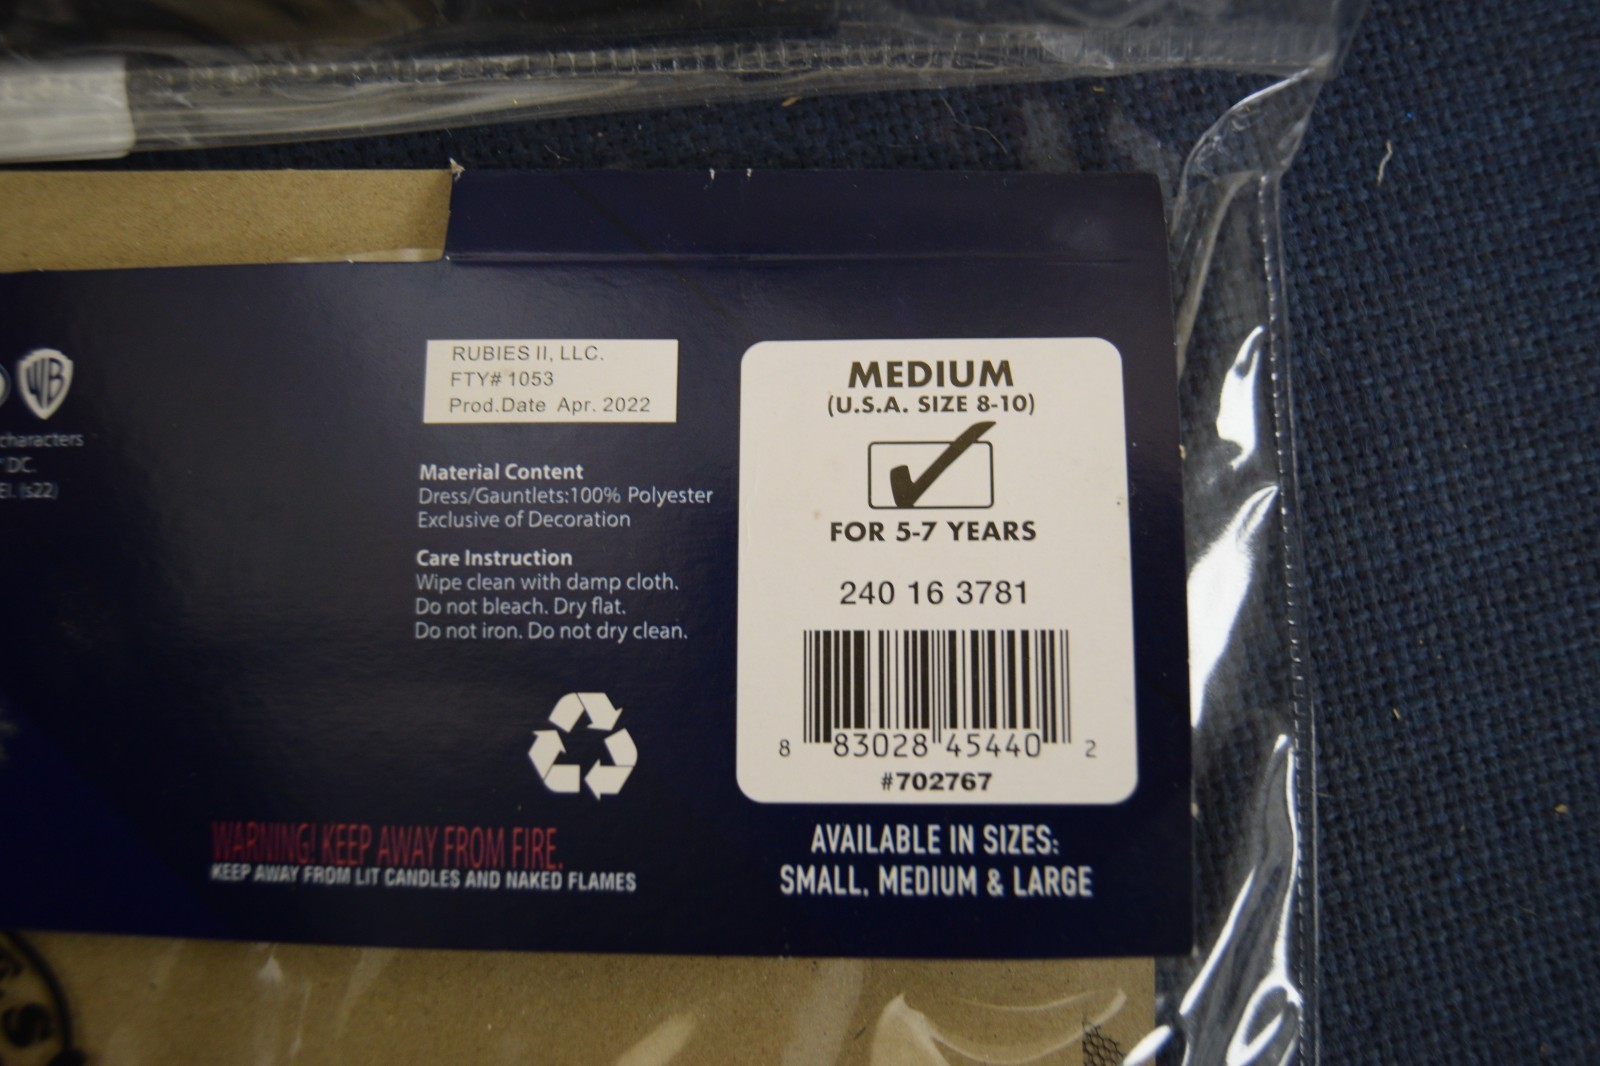 WB
characters
DC.
(s22)
RUBIES II, LLC.
FTY# 1053
Prod.Date Apr. 2022
Material Content
Dress/Gauntlets:100% Polyester
Exclusive of Decoration
Care Instruction
Wipe clean with damp cloth.
Do not bleach. Dry flat.
Do not iron. Do not dry clean.
WARNING! KEEP AWAY FROM FIRE.
KEEP AWAY FROM LIT CANDLES AND NAKED FLAMES
MEDIUM
(U.S.A. SIZE 8-10)
FOR 5-7 YEARS
240 16 3781
8 83028 45440 2
#702767
AVAILABLE IN SIZES:
SMALL, MEDIUM & LARGE